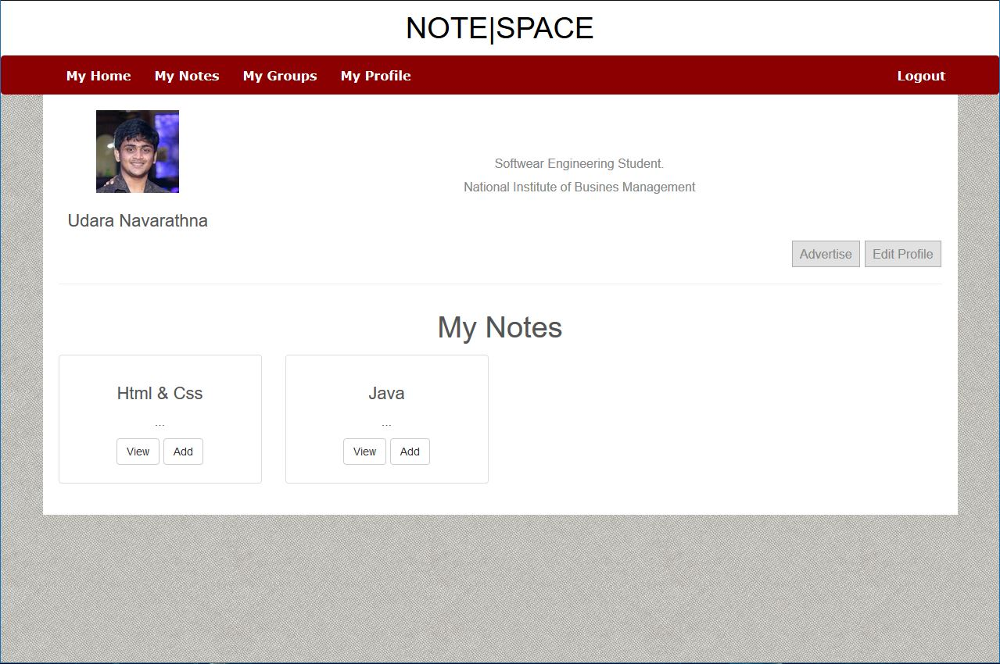 NOTE|SPACE
My Home My Notes My Groups My Profile Logout
Softwear Engineering Student.
National Institute of Busines Management
Udara Navarathna
Advertise Edit Profile
My Notes
Html & Css
...
View Add
Java
...
View Add